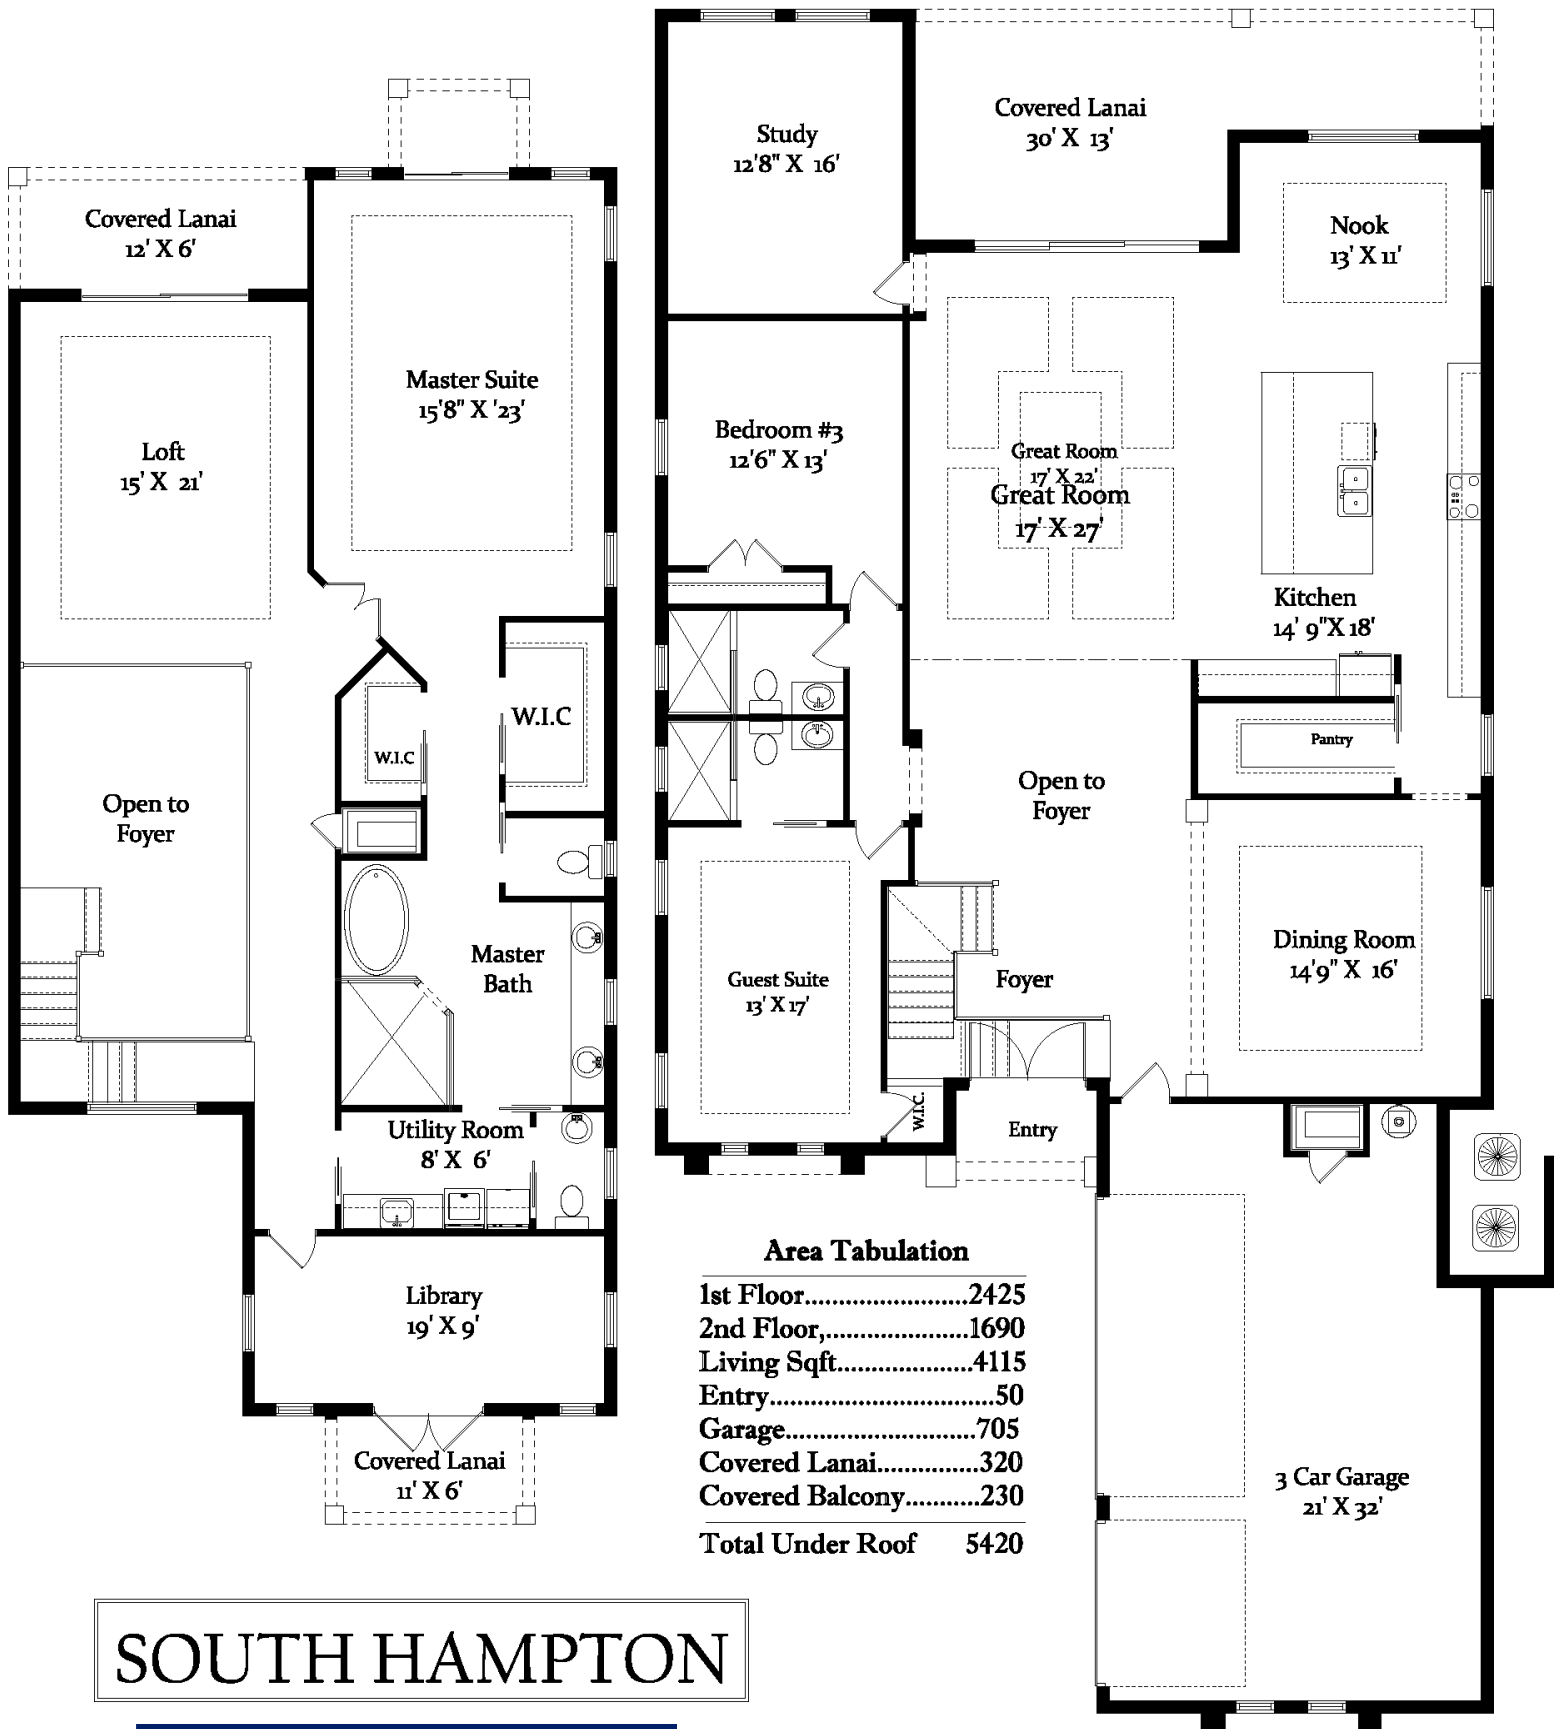 Covered Lanai
12' X 6'
Master Suite
15'8" X '23'
Loft
15' X 21'
W.I.C
W.I.C
Open to
Foyer
Master
Bath
Utility Room
8' X 6'
Library
19' X 9'
Covered Lanai
11' X 6'
Study
12'8" X 16'
Covered Lanai
30' X 13'
Nook
13' X 11'
Bedroom #3
12'6" X 13'
Great Room
17' X 22'
Great Room
17' X 27'
Kitchen
14' 9"X 18'
Pantry
Open to
Foyer
Dining Room
14'9" X 16'
Guest Suite
13' X 17'
Foyer
W.I.C.
Entry
3 Car Garage
21' X 32'
Area Tabulation
1st Floor........................2425
2nd Floor,.....................1690
Living Sqft....................4115
Entry.................................50
Garage............................705
Covered Lanai...............320
Covered Balcony...........230
Total Under Roof 5420
SOUTH HAMPTON